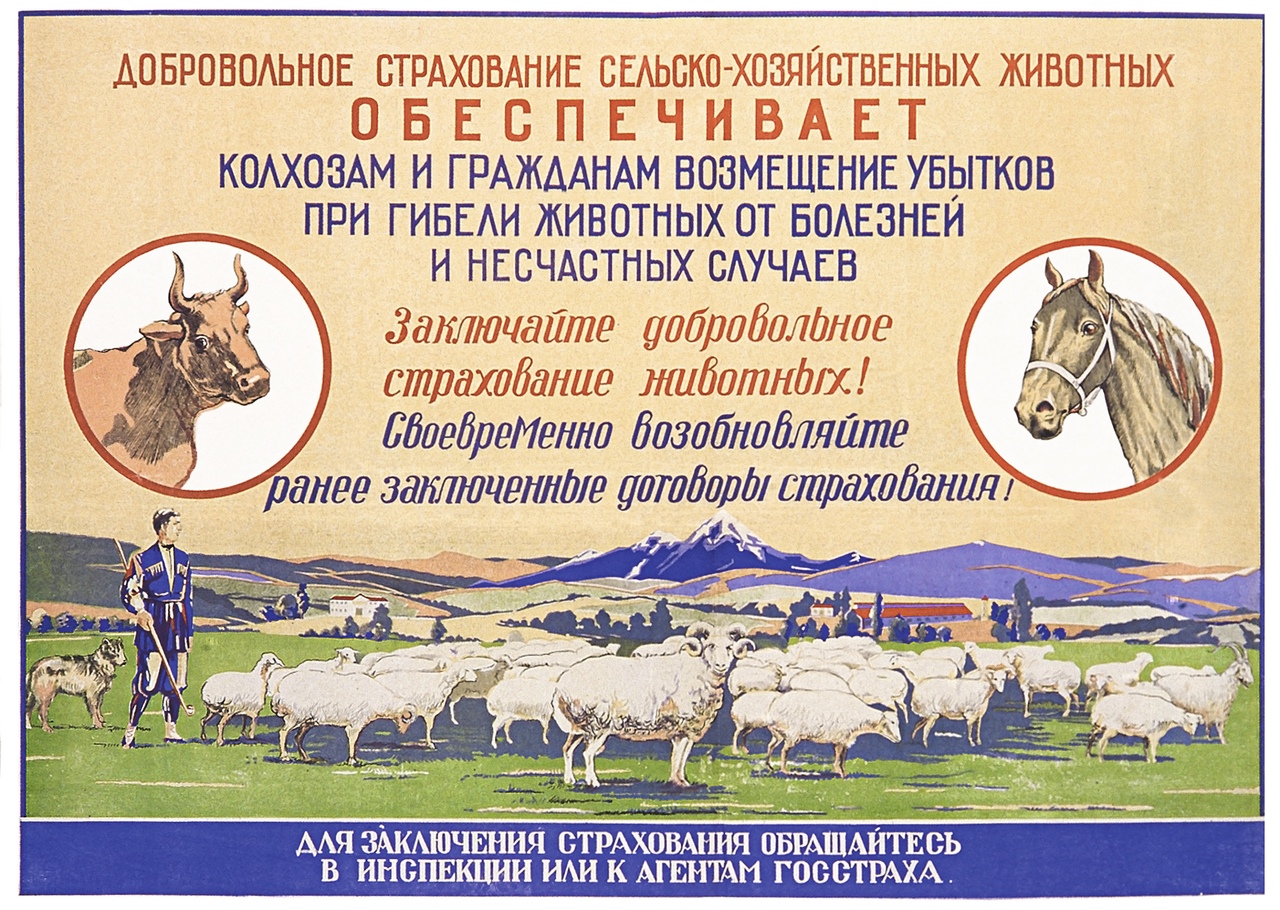 ДОБРОВОЛЬНОЕ СТРАХОВАНИЕ СЕЛЬСКО-ХОЗЯЙСТВЕННЫХ ЖИВОТНЫХ
ОБЕСПЕЧИВАЕТ
КОЛХОЗАМ И ГРАЖДАНАМ ВОЗМЕЩЕНИЕ УБЫТКОВ
ПРИ ГИБЕЛИ ЖИВОТНЫХ ОТ БОЛЕЗНЕЙ
И НЕСЧАСТНЫХ СЛУЧАЕВ
Заключайте добровольное
страхование животных!
Своевременно возобновляйте
ранее заключенные договоры страхования!
ДЛЯ ЗАКЛЮЧЕНИЯ СТРАХОВАНИЯ ОБРАЩАЙТЕСЬ
В ИНСПЕКЦИИ ИЛИ К АГЕНТАМ ГОССТРАХА.